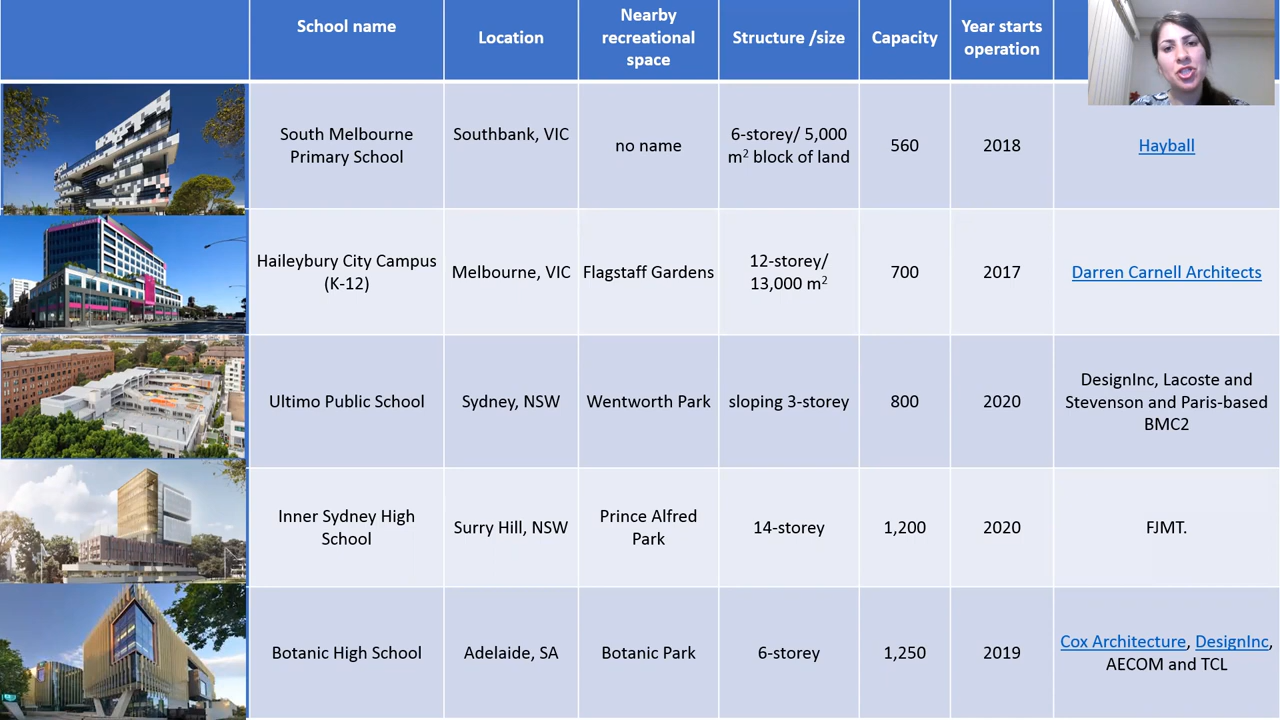 School name
Location
Nearby
recreational
space
Structure /size
Capacity
Year starts
operation
South Melbourne
Primary School
Southbank, VIC
no name
6-storey/ 5,000
m² block of land
560
2018
Hayball
Haileybury City Campus
(K-12)
Melbourne, VIC
Flagstaff Gardens
12-storey/
13,000 m²
700
2017
Darren Carnell Architects
Ultimo Public School
Sydney, NSW
Wentworth Park
sloping 3-storey
800
2020
DesignInc, Lacoste and
Stevenson and Paris-based
BMC2
Inner Sydney High
School
Surry Hill, NSW
Prince Alfred
Park
14-storey
1,200
2020
FJMT.
Botanic High School
Adelaide, SA
Botanic Park
6-storey
1,250
2019
Cox Architecture, DesignInc,
AECOM and TCL